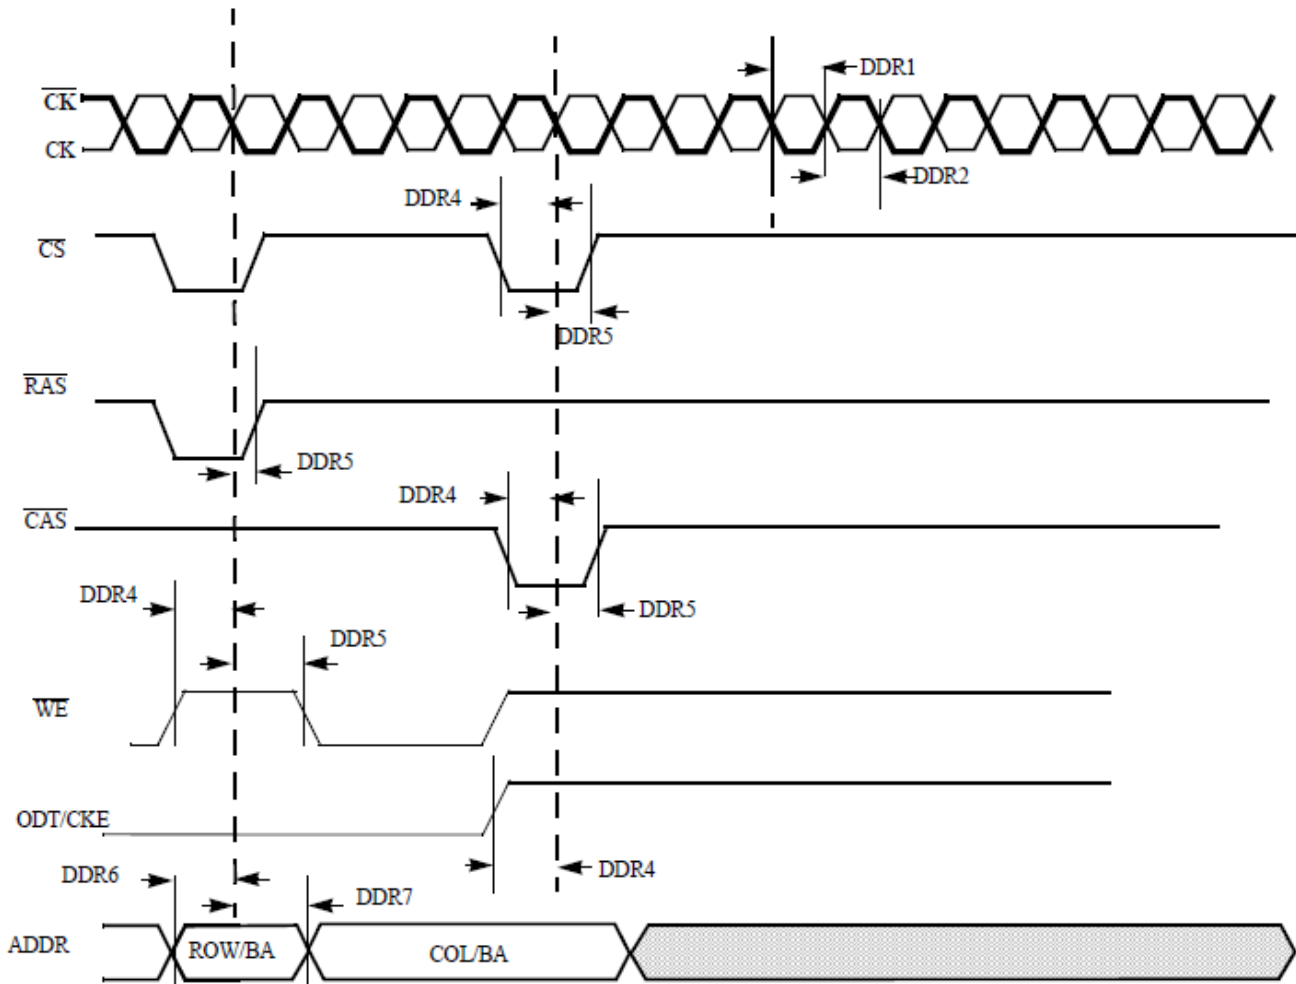 DDR1
CK
CK
DDR2
DDR4
CS
DDR5
RAS
DDR5
DDR4
CAS
DDR4
DDR5
DDR5
WE
ODT/CKE
DDR4
DDR6
DDR7
ADDR
ROW/BA
COL/BA